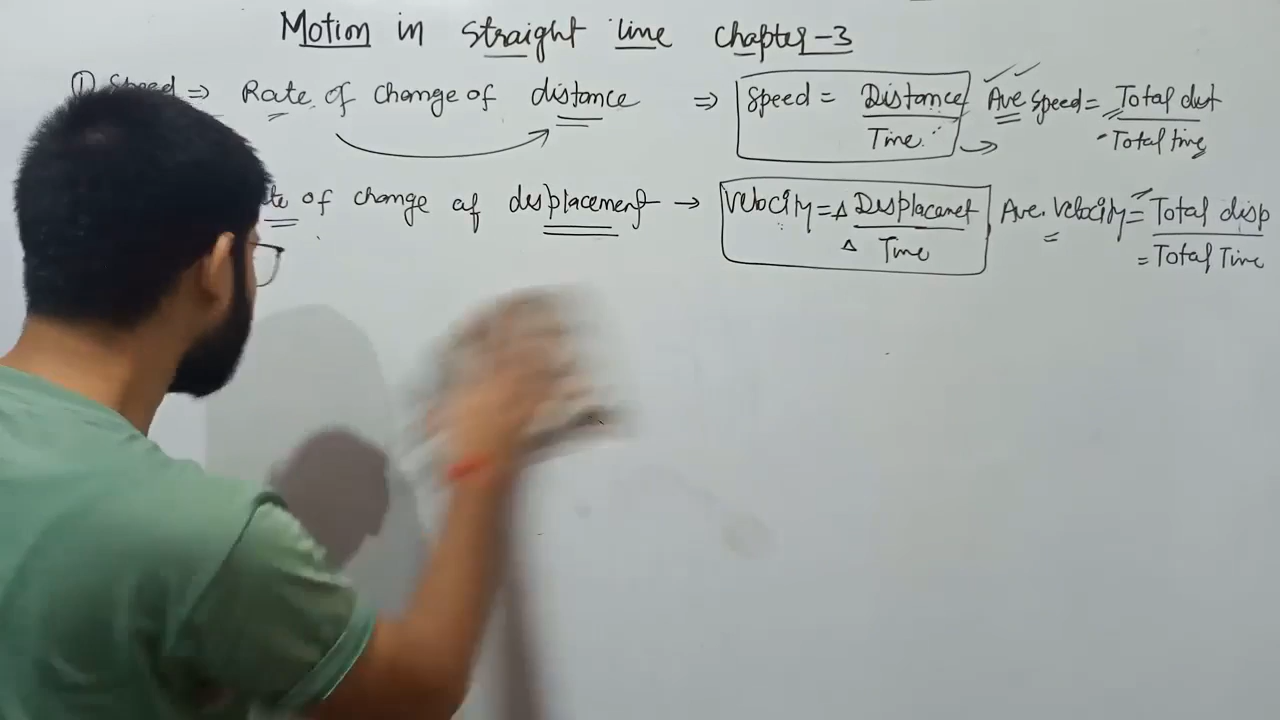 Motion in straight line chapter-3
① Speed ⇒ Rate of change of distance ⇒ Speed = Distance / Time Ave speed = Total dist / Total time
te of change of displacement → Velocity = Δ Displacemet / Δ Time Ave. Velocity = Total disp / = Total Time